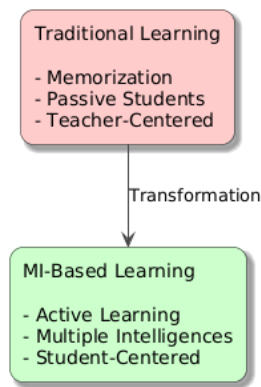 Traditional Learning
- Memorization
- Passive Students
- Teacher-Centered
Transformation
MI-Based Learning
- Active Learning
- Multiple Intelligences
- Student-Centered